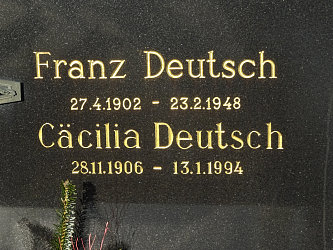 Franz Deutsch
27.4.1902 - 23.2.1948
Cäcilia Deutsch
28.11.1906 - 13.1.1994